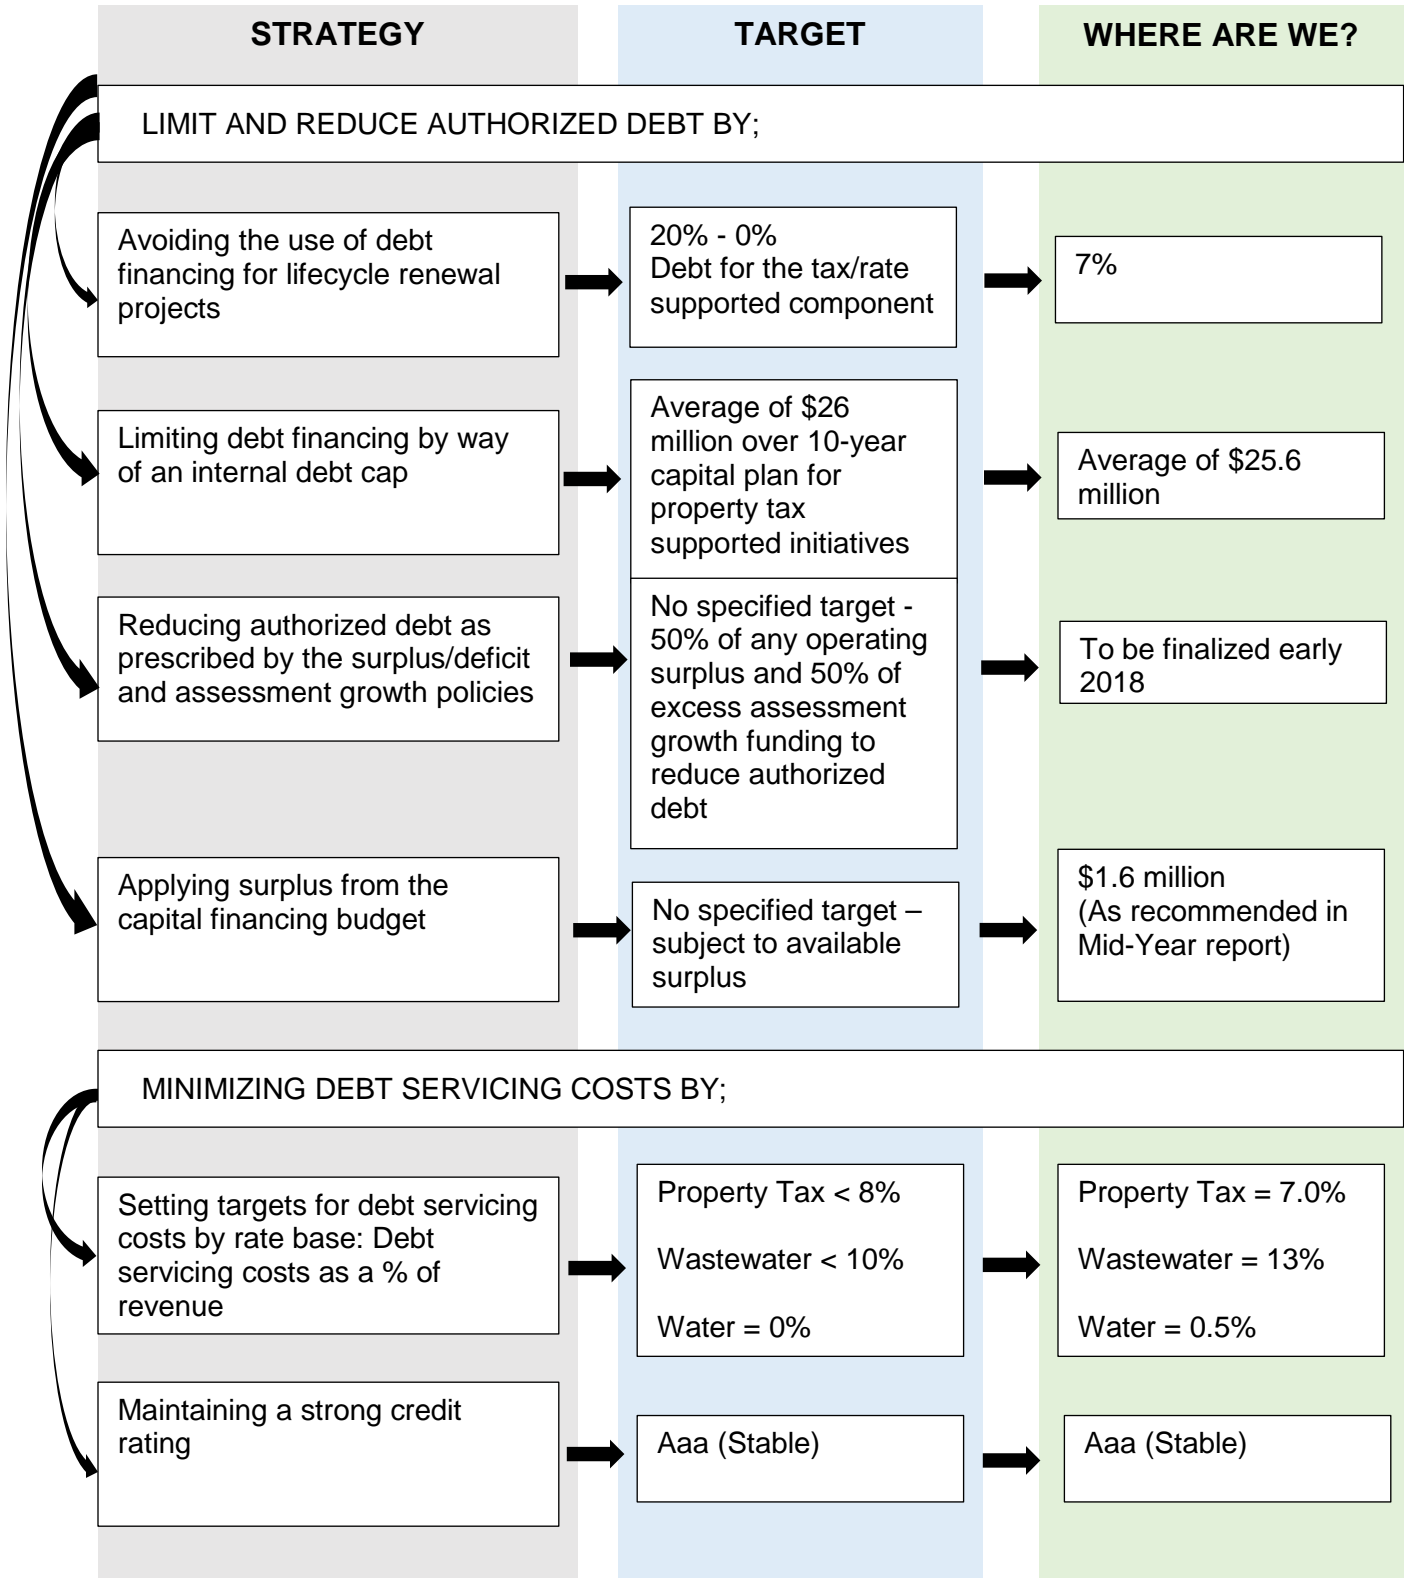 STRATEGY
TARGET
WHERE ARE WE?
LIMIT AND REDUCE AUTHORIZED DEBT BY;
Avoiding the use of debt
financing for lifecycle renewal
projects
20% - 0%
Debt for the tax/rate
supported component
7%
Limiting debt financing by way
of an internal debt cap
Average of $26
million over 10-year
capital plan for
property tax
supported initiatives
Average of $25.6
million
Reducing authorized debt as
prescribed by the surplus/deficit
and assessment growth policies
No specified target -
50% of any operating
surplus and 50% of
excess assessment
growth funding to
reduce authorized
debt
To be finalized early
2018
Applying surplus from the
capital financing budget
No specified target –
subject to available
surplus
$1.6 million
(As recommended in
Mid-Year report)
MINIMIZING DEBT SERVICING COSTS BY;
Setting targets for debt servicing
costs by rate base: Debt
servicing costs as a % of
revenue
Property Tax < 8%
Wastewater < 10%
Water = 0%
Property Tax = 7.0%
Wastewater = 13%
Water = 0.5%
Maintaining a strong credit
rating
Aaa (Stable)
Aaa (Stable)